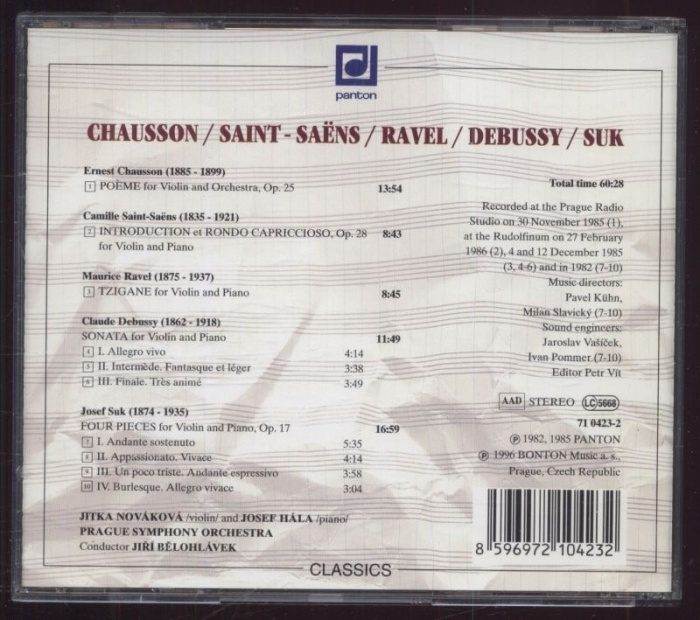 panton
CHAUSSON / SAINT - SAËNS / RAVEL / DEBUSSY / SUK
Ernest Chausson (1885 - 1899)
1 POÈME for Violin and Orchestra, Op. 25 13:54
Camille Saint-Saëns (1835 - 1921)
2 INTRODUCTION et RONDO CAPRICCIOSO, Op. 28 8:43
for Violin and Piano
Maurice Ravel (1875 - 1937)
3 TZIGANE for Violin and Piano 8:45
Claude Debussy (1862 - 1918)
SONATA for Violin and Piano 11:49
4 I. Allegro vivo 4:14
5 II. Intermède. Fantasque et léger 3:38
6 III. Finale. Très animé 3:49
Josef Suk (1874 - 1935)
FOUR PIECES for Violin and Piano, Op. 17 16:59
7 I. Andante sostenuto 5:35
8 II. Appassionato. Vivace 4:14
9 III. Un poco triste. Andante espressivo 3:58
10 IV. Burlesque. Allegro vivace 3:04
JITKA NOVÁKOVÁ /violin/ and JOSEF HÁLA /piano/
PRAGUE SYMPHONY ORCHESTRA
Conductor JIŘÍ BĚLOHLÁVEK
Total time 60:28
Recorded at the Prague Radio
Studio on 30 November 1985 (1),
at the Rudolfinum on 27 February
1986 (2), 4 and 12 December 1985
(3, 4-6) and in 1982 (7-10)
Music directors:
Pavel Kühn,
Milan Slavický (7-10)
Sound engineers:
Jaroslav Vašíček,
Ivan Pommer (7-10)
Editor Petr Vít
AAD STEREO LC5668
71 0423-2
℗ 1982, 1985 PANTON
℗ 1996 BONTON Music a. s.,
Prague, Czech Republic
8 596972 104232
CLASSICS